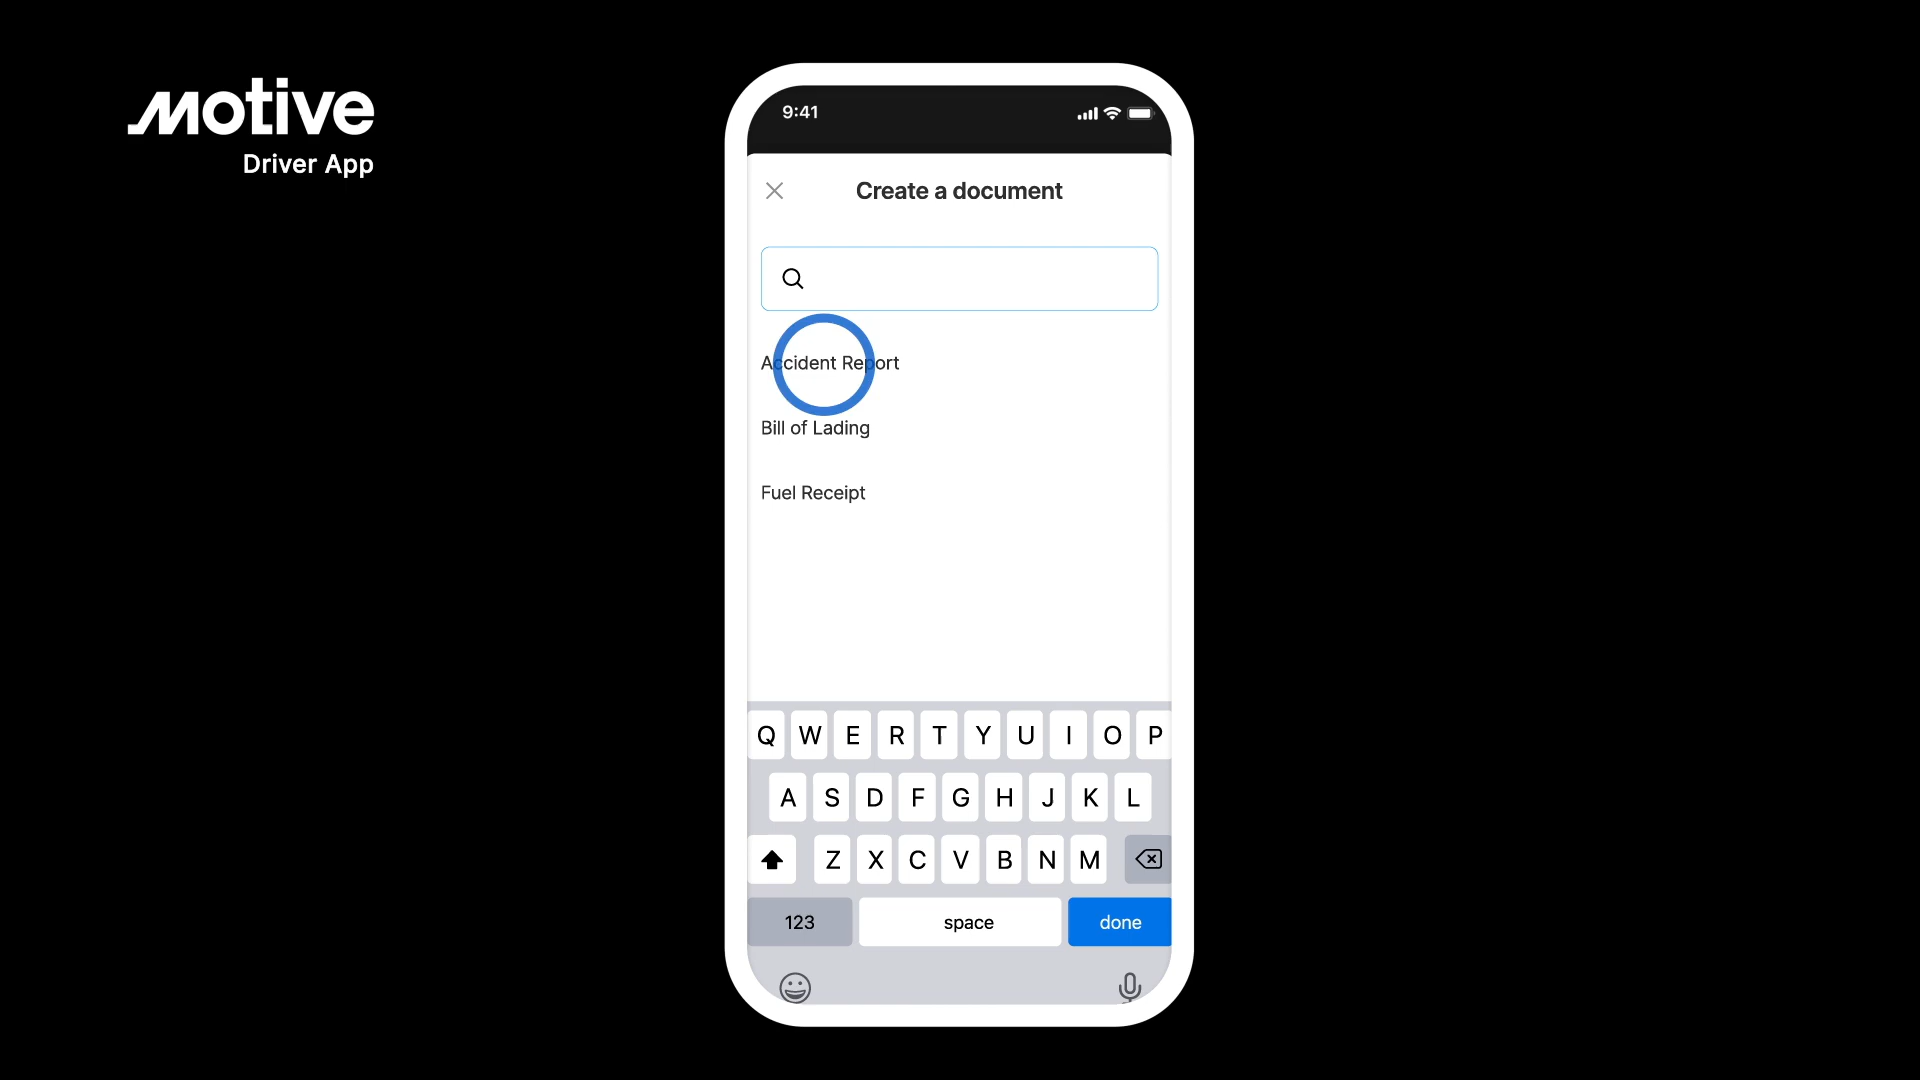 motive
Driver App
9:41
Create a document
Accident Report
Bill of Lading
Fuel Receipt
Q W E R T Y U I O P
A S D F G H J K L
Z X C V B N M
123 space done